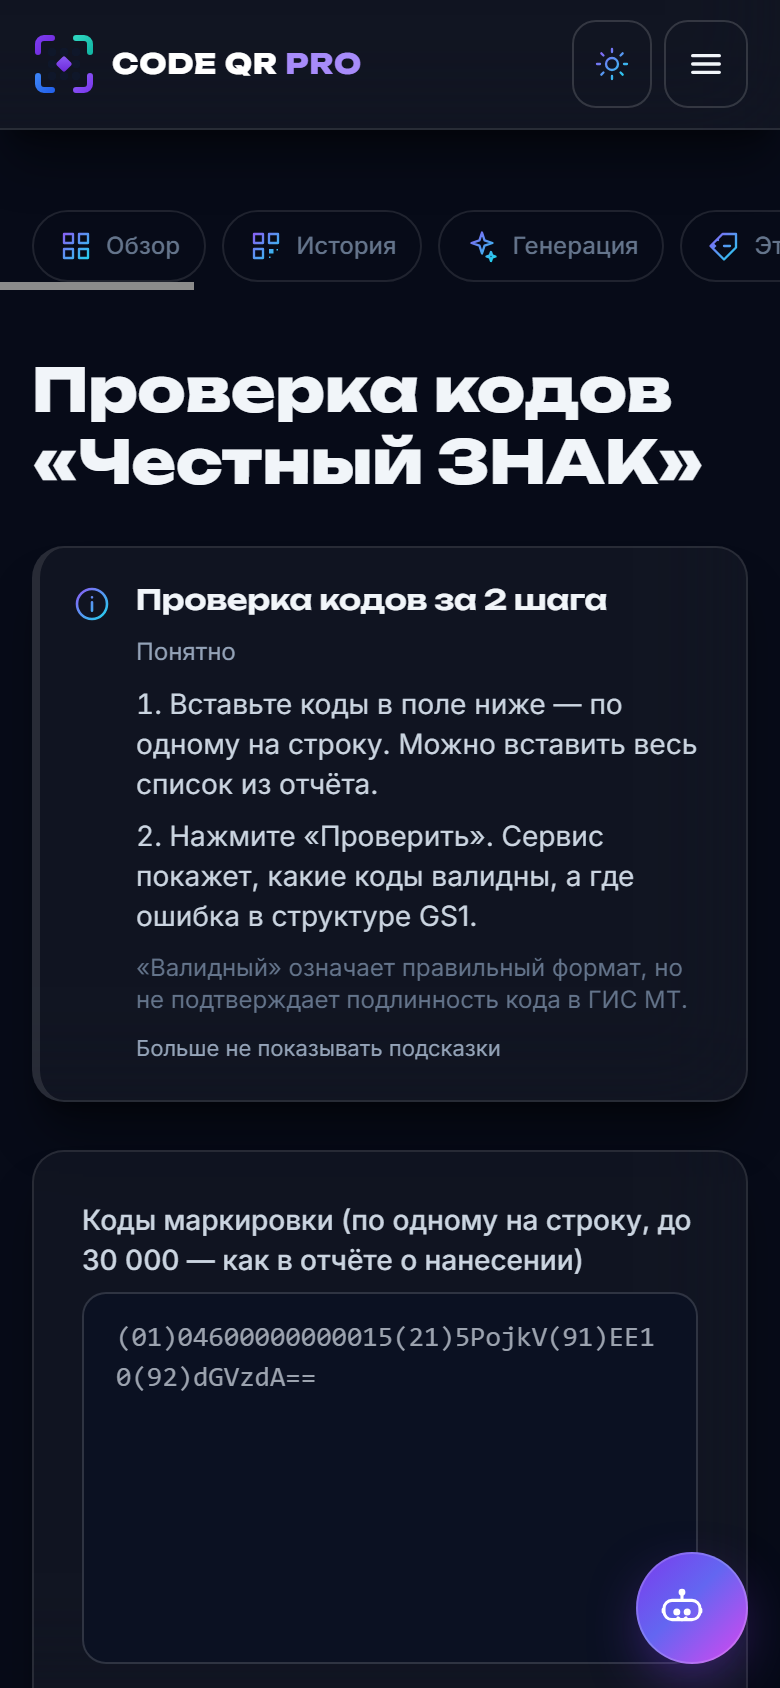 CODE QR PRO
Обзор
История
Генерация
Эт
Проверка кодов
«Честный ЗНАК»
Проверка кодов за 2 шага
Понятно
1. Вставьте коды в поле ниже — по
одному на строку. Можно вставить весь
список из отчёта.
2. Нажмите «Проверить». Сервис
покажет, какие коды валидны, а где
ошибка в структуре GS1.
«Валидный» означает правильный формат, но
не подтверждает подлинность кода в ГИС МТ.
Больше не показывать подсказки
Коды маркировки (по одному на строку, до
30 000 — как в отчёте о нанесении)
(01)04600000000015(21)5PojkV(91)EE1
0(92)dGVzdA==